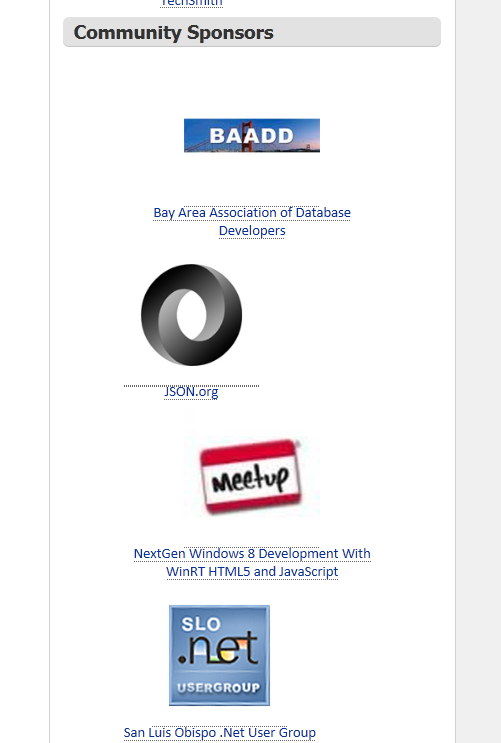 TechSmith
Community Sponsors
BAADD
Bay Area Association of Database
Developers
JSON.org
Meetup
NextGen Windows 8 Development With
WinRT HTML5 and JavaScript
SLO
.net
USERGROUP
San Luis Obispo .Net User Group